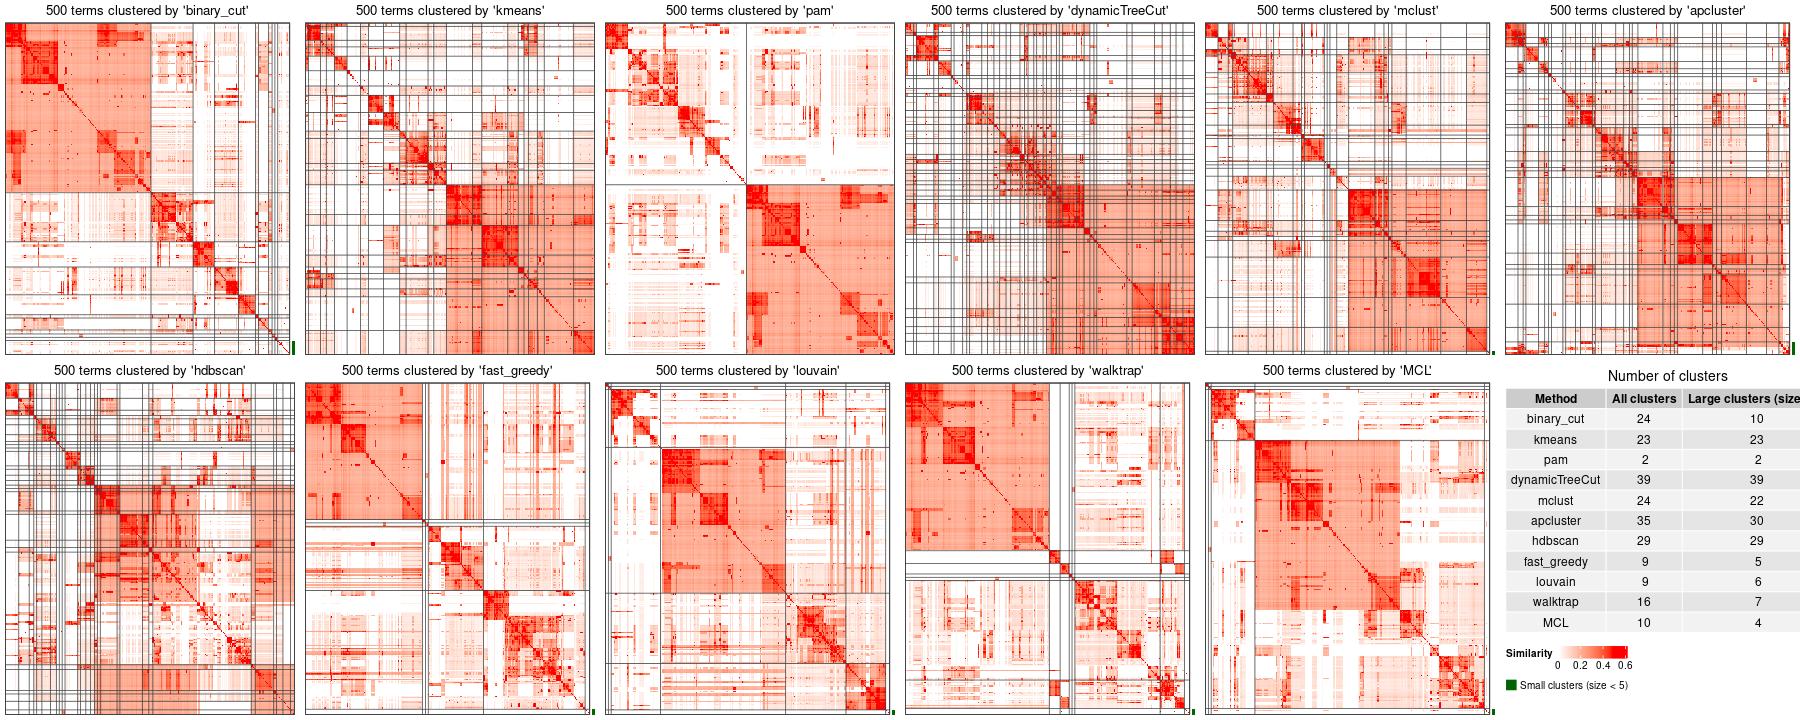 500 terms clustered by 'binary_cut'
500 terms clustered by 'kmeans'
500 terms clustered by 'pam'
500 terms clustered by 'dynamicTreeCut'
500 terms clustered by 'mclust'
500 terms clustered by 'apcluster'
500 terms clustered by 'hdbscan'
500 terms clustered by 'fast_greedy'
500 terms clustered by 'louvain'
500 terms clustered by 'walktrap'
500 terms clustered by 'MCL'
Number of clusters
Method All clusters Large clusters (size
binary_cut 24 10
kmeans 23 23
pam 2 2
dynamicTreeCut 39 39
mclust 24 22
apcluster 35 30
hdbscan 29 29
fast_greedy 9 5
louvain 9 6
walktrap 16 7
MCL 10 4
Similarity
0 0.2 0.4 0.6
Small clusters (size < 5)